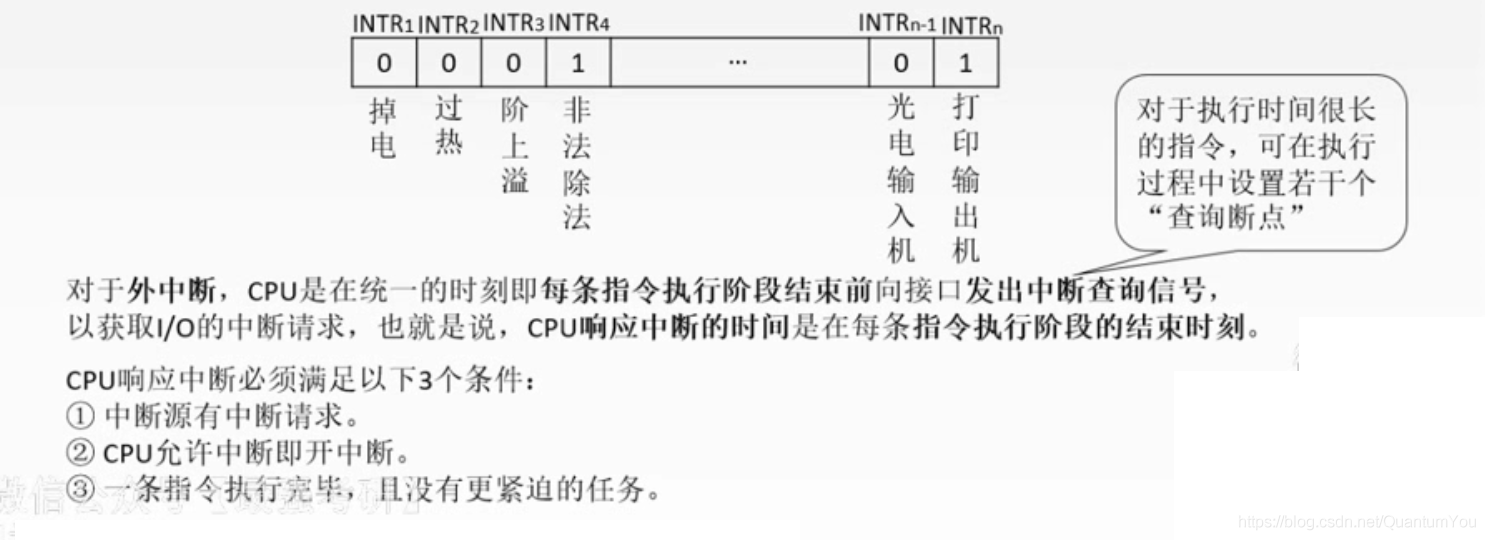 INTR1 INTR2 INTR3 INTR4 INTRn-1 INTRn
0 0 0 1 … 0 1
掉电
过热
阶上溢
非法除法
光电输入机
打印输出机
对于执行时间很长
的指令，可在执行
过程中设置若干个
“查询断点”
对于外中断，CPU是在统一的时刻即每条指令执行阶段结束前向接口发出中断查询信号，
以获取I/O的中断请求，也就是说，CPU响应中断的时间是在每条指令执行阶段的结束时刻。
CPU响应中断必须满足以下3个条件：
① 中断源有中断请求。
② CPU允许中断即开中断。
③ 一条指令执行完毕，且没有更紧迫的任务。
https://blog.csdn.net/QuantumYou